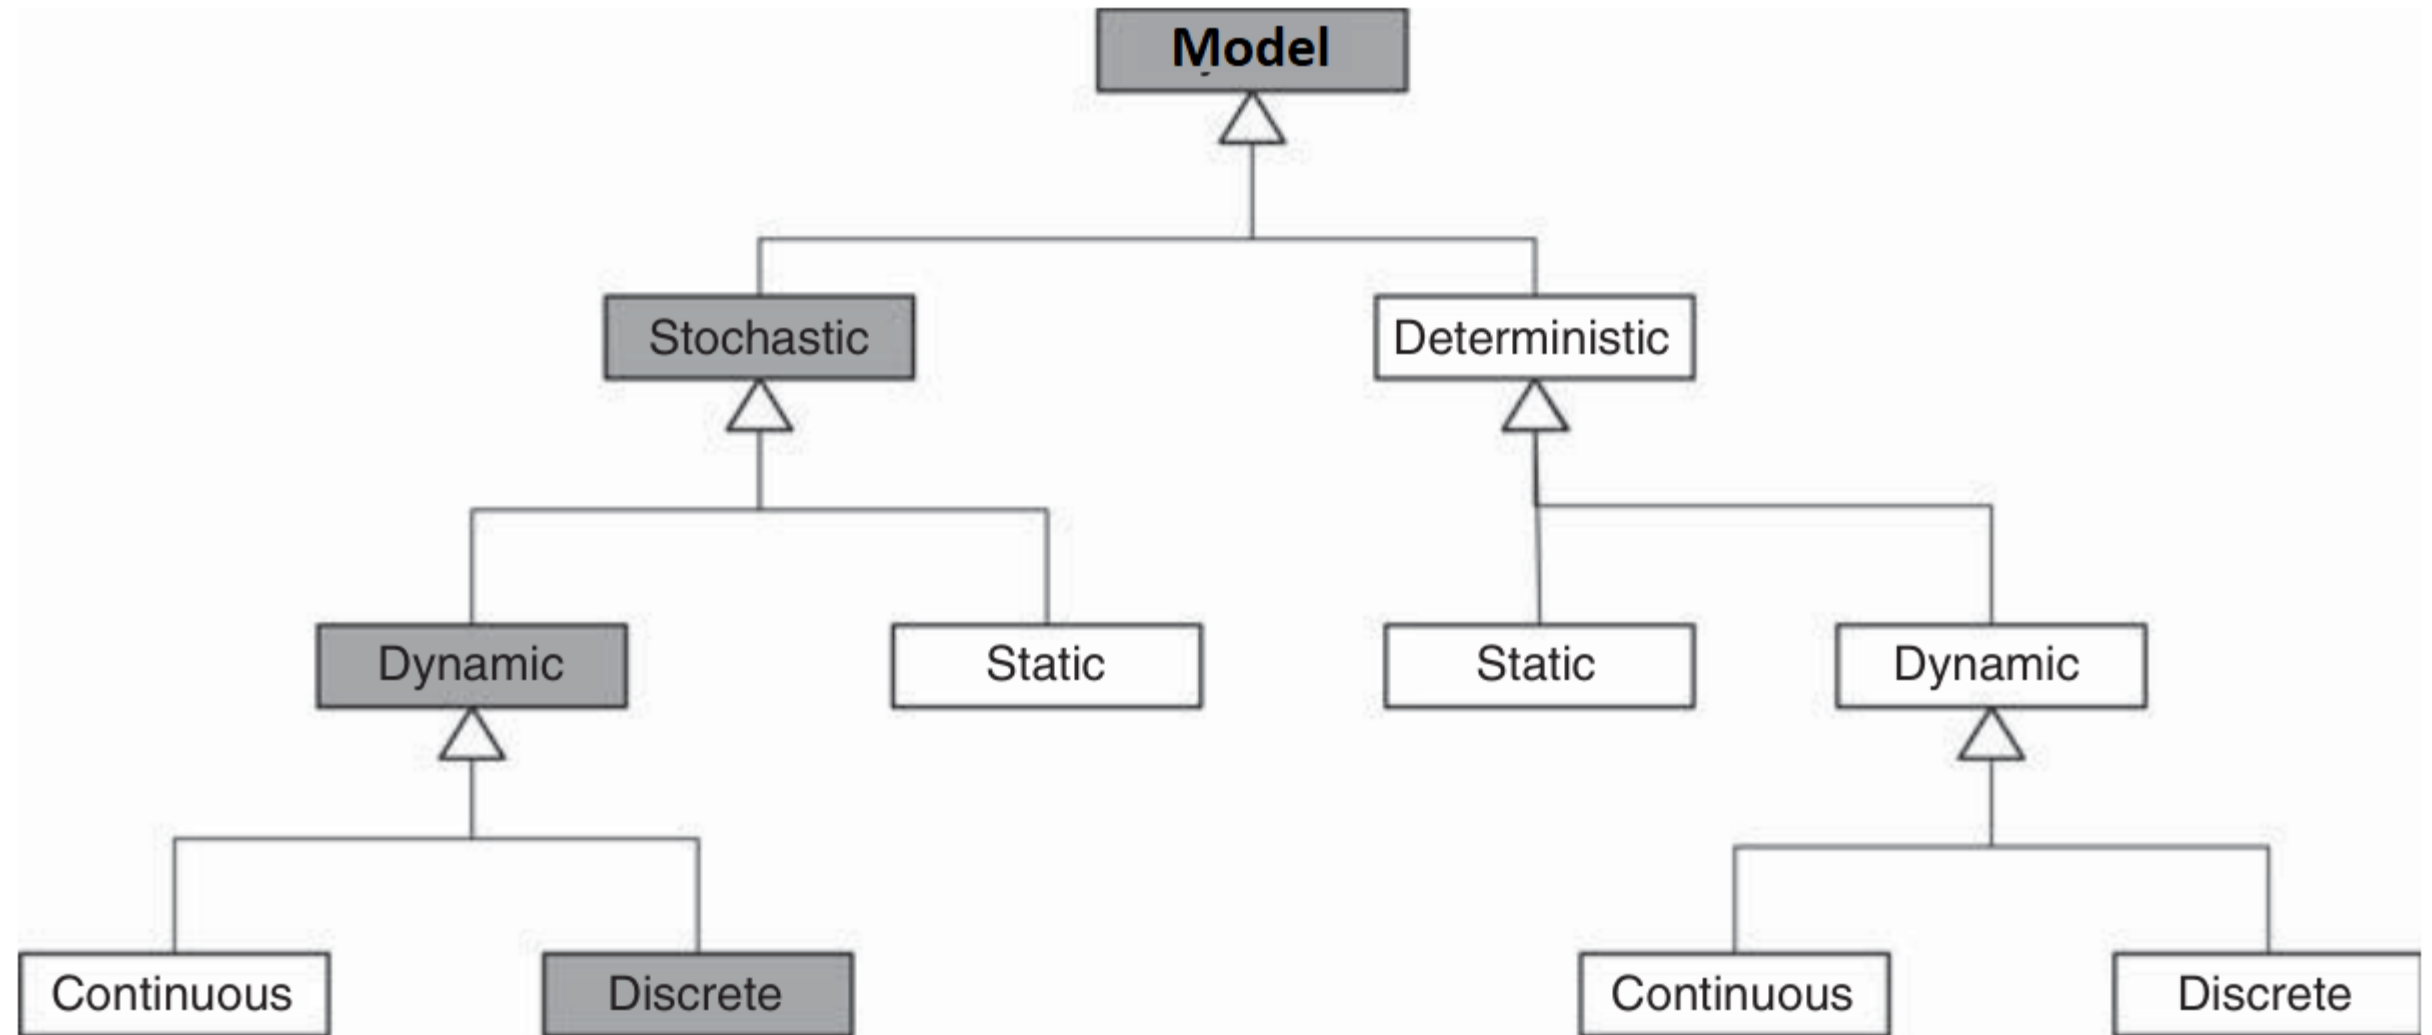 Model
Stochastic
Deterministic
Dynamic
Static
Static
Dynamic
Continuous
Discrete
Continuous
Discrete